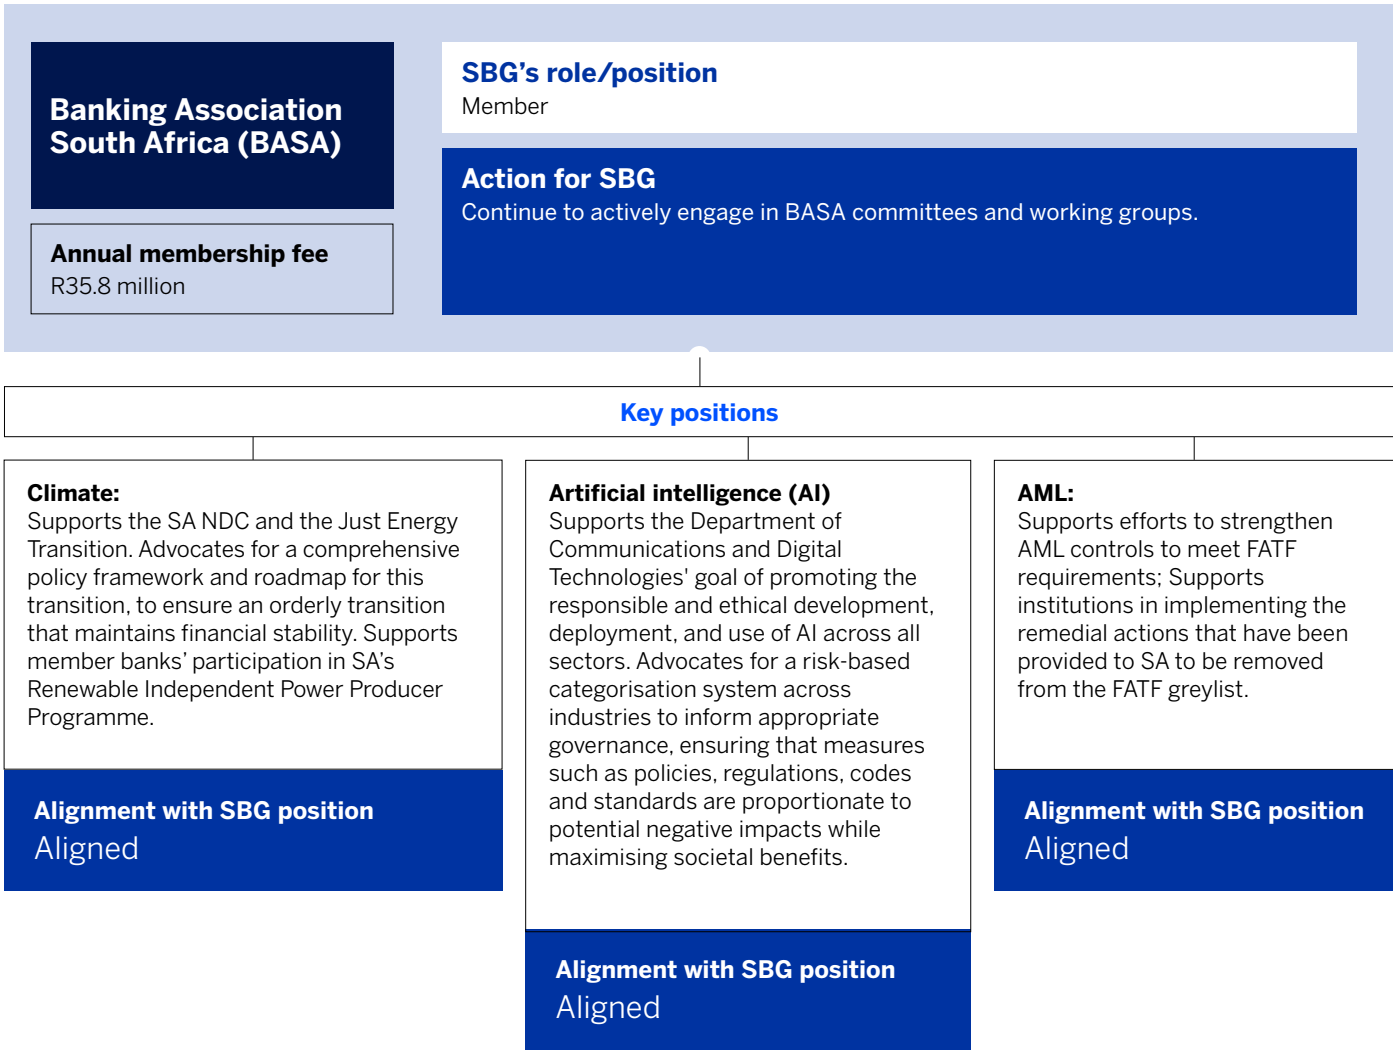 Banking Association
South Africa (BASA)
Annual membership fee
R35.8 million
SBG’s role/position
Member
Action for SBG
Continue to actively engage in BASA committees and working groups.
Key positions
Climate:
Supports the SA NDC and the Just Energy
Transition. Advocates for a comprehensive
policy framework and roadmap for this
transition, to ensure an orderly transition
that maintains financial stability. Supports
member banks’ participation in SA’s
Renewable Independent Power Producer
Programme.
Alignment with SBG position
Aligned
Artificial intelligence (AI)
Supports the Department of
Communications and Digital
Technologies' goal of promoting the
responsible and ethical development,
deployment, and use of AI across all
sectors. Advocates for a risk-based
categorisation system across
industries to inform appropriate
governance, ensuring that measures
such as policies, regulations, codes
and standards are proportionate to
potential negative impacts while
maximising societal benefits.
Alignment with SBG position
Aligned
AML:
Supports efforts to strengthen
AML controls to meet FATF
requirements; Supports
institutions in implementing the
remedial actions that have been
provided to SA to be removed
from the FATF greylist.
Alignment with SBG position
Aligned